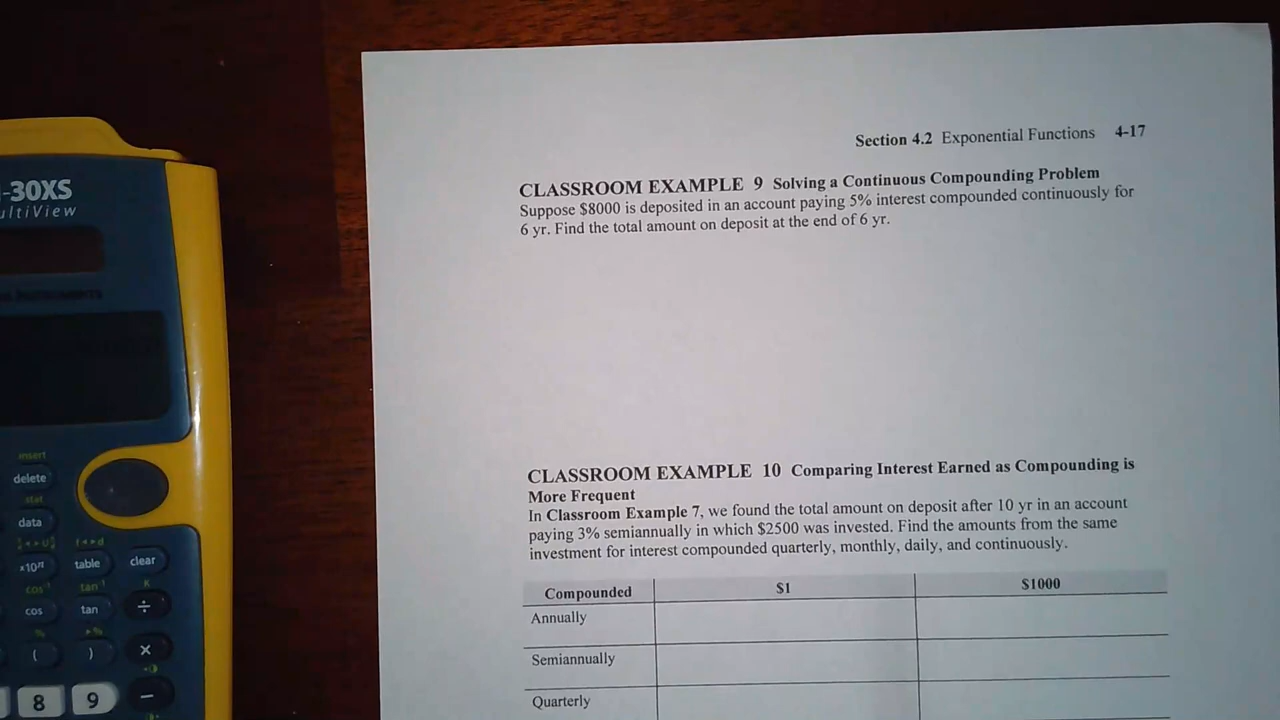 Section 4.2 Exponential Functions 4-17
CLASSROOM EXAMPLE 9 Solving a Continuous Compounding Problem
Suppose $8000 is deposited in an account paying 5% interest compounded continuously for
6 yr. Find the total amount on deposit at the end of 6 yr.
CLASSROOM EXAMPLE 10 Comparing Interest Earned as Compounding is
More Frequent
In Classroom Example 7, we found the total amount on deposit after 10 yr in an account
paying 3% semiannually in which $2500 was invested. Find the amounts from the same
investment for interest compounded quarterly, monthly, daily, and continuously.
Compounded $1 $1000
Annually
Semiannually
Quarterly
-30XS
ultiView
insert
delete
stat
data
table
clear
cos
tan
÷
( ) ×
8 9 −